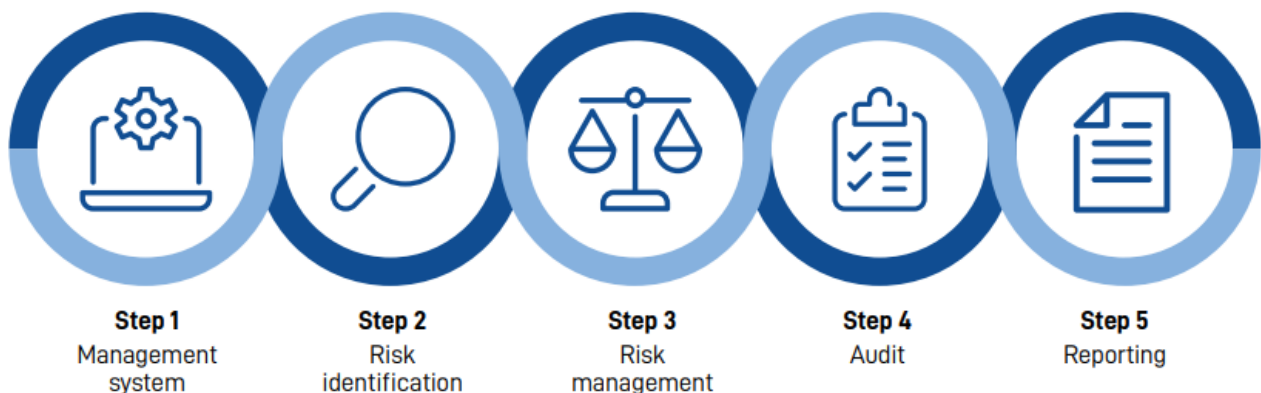 Step 1
Management
system
Step 2
Risk
identification
Step 3
Risk
management
Step 4
Audit
Step 5
Reporting